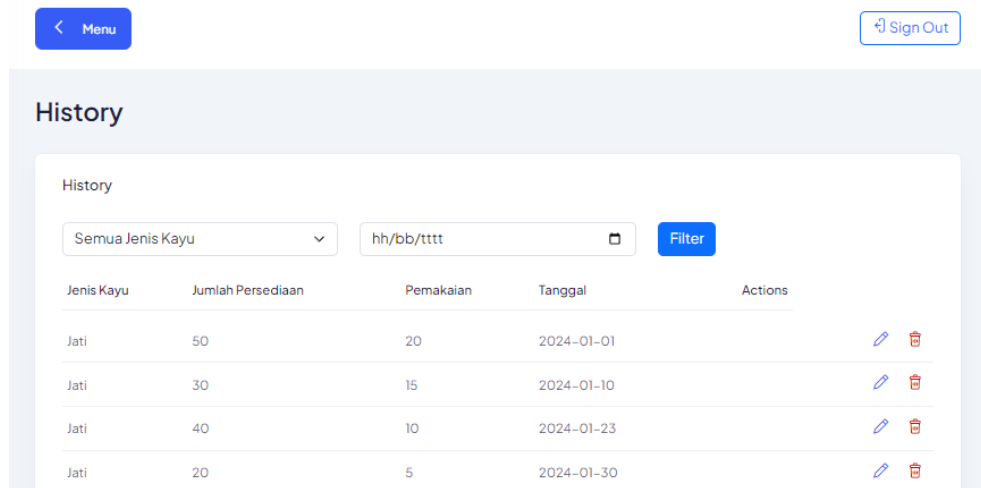 Menu Sign Out
History
History
Semua Jenis Kayu hh/bb/tttt Filter
Jenis Kayu Jumlah Persediaan Pemakaian Tanggal Actions
Jati 50 20 2024-01-01
Jati 30 15 2024-01-10
Jati 40 10 2024-01-23
Jati 20 5 2024-01-30